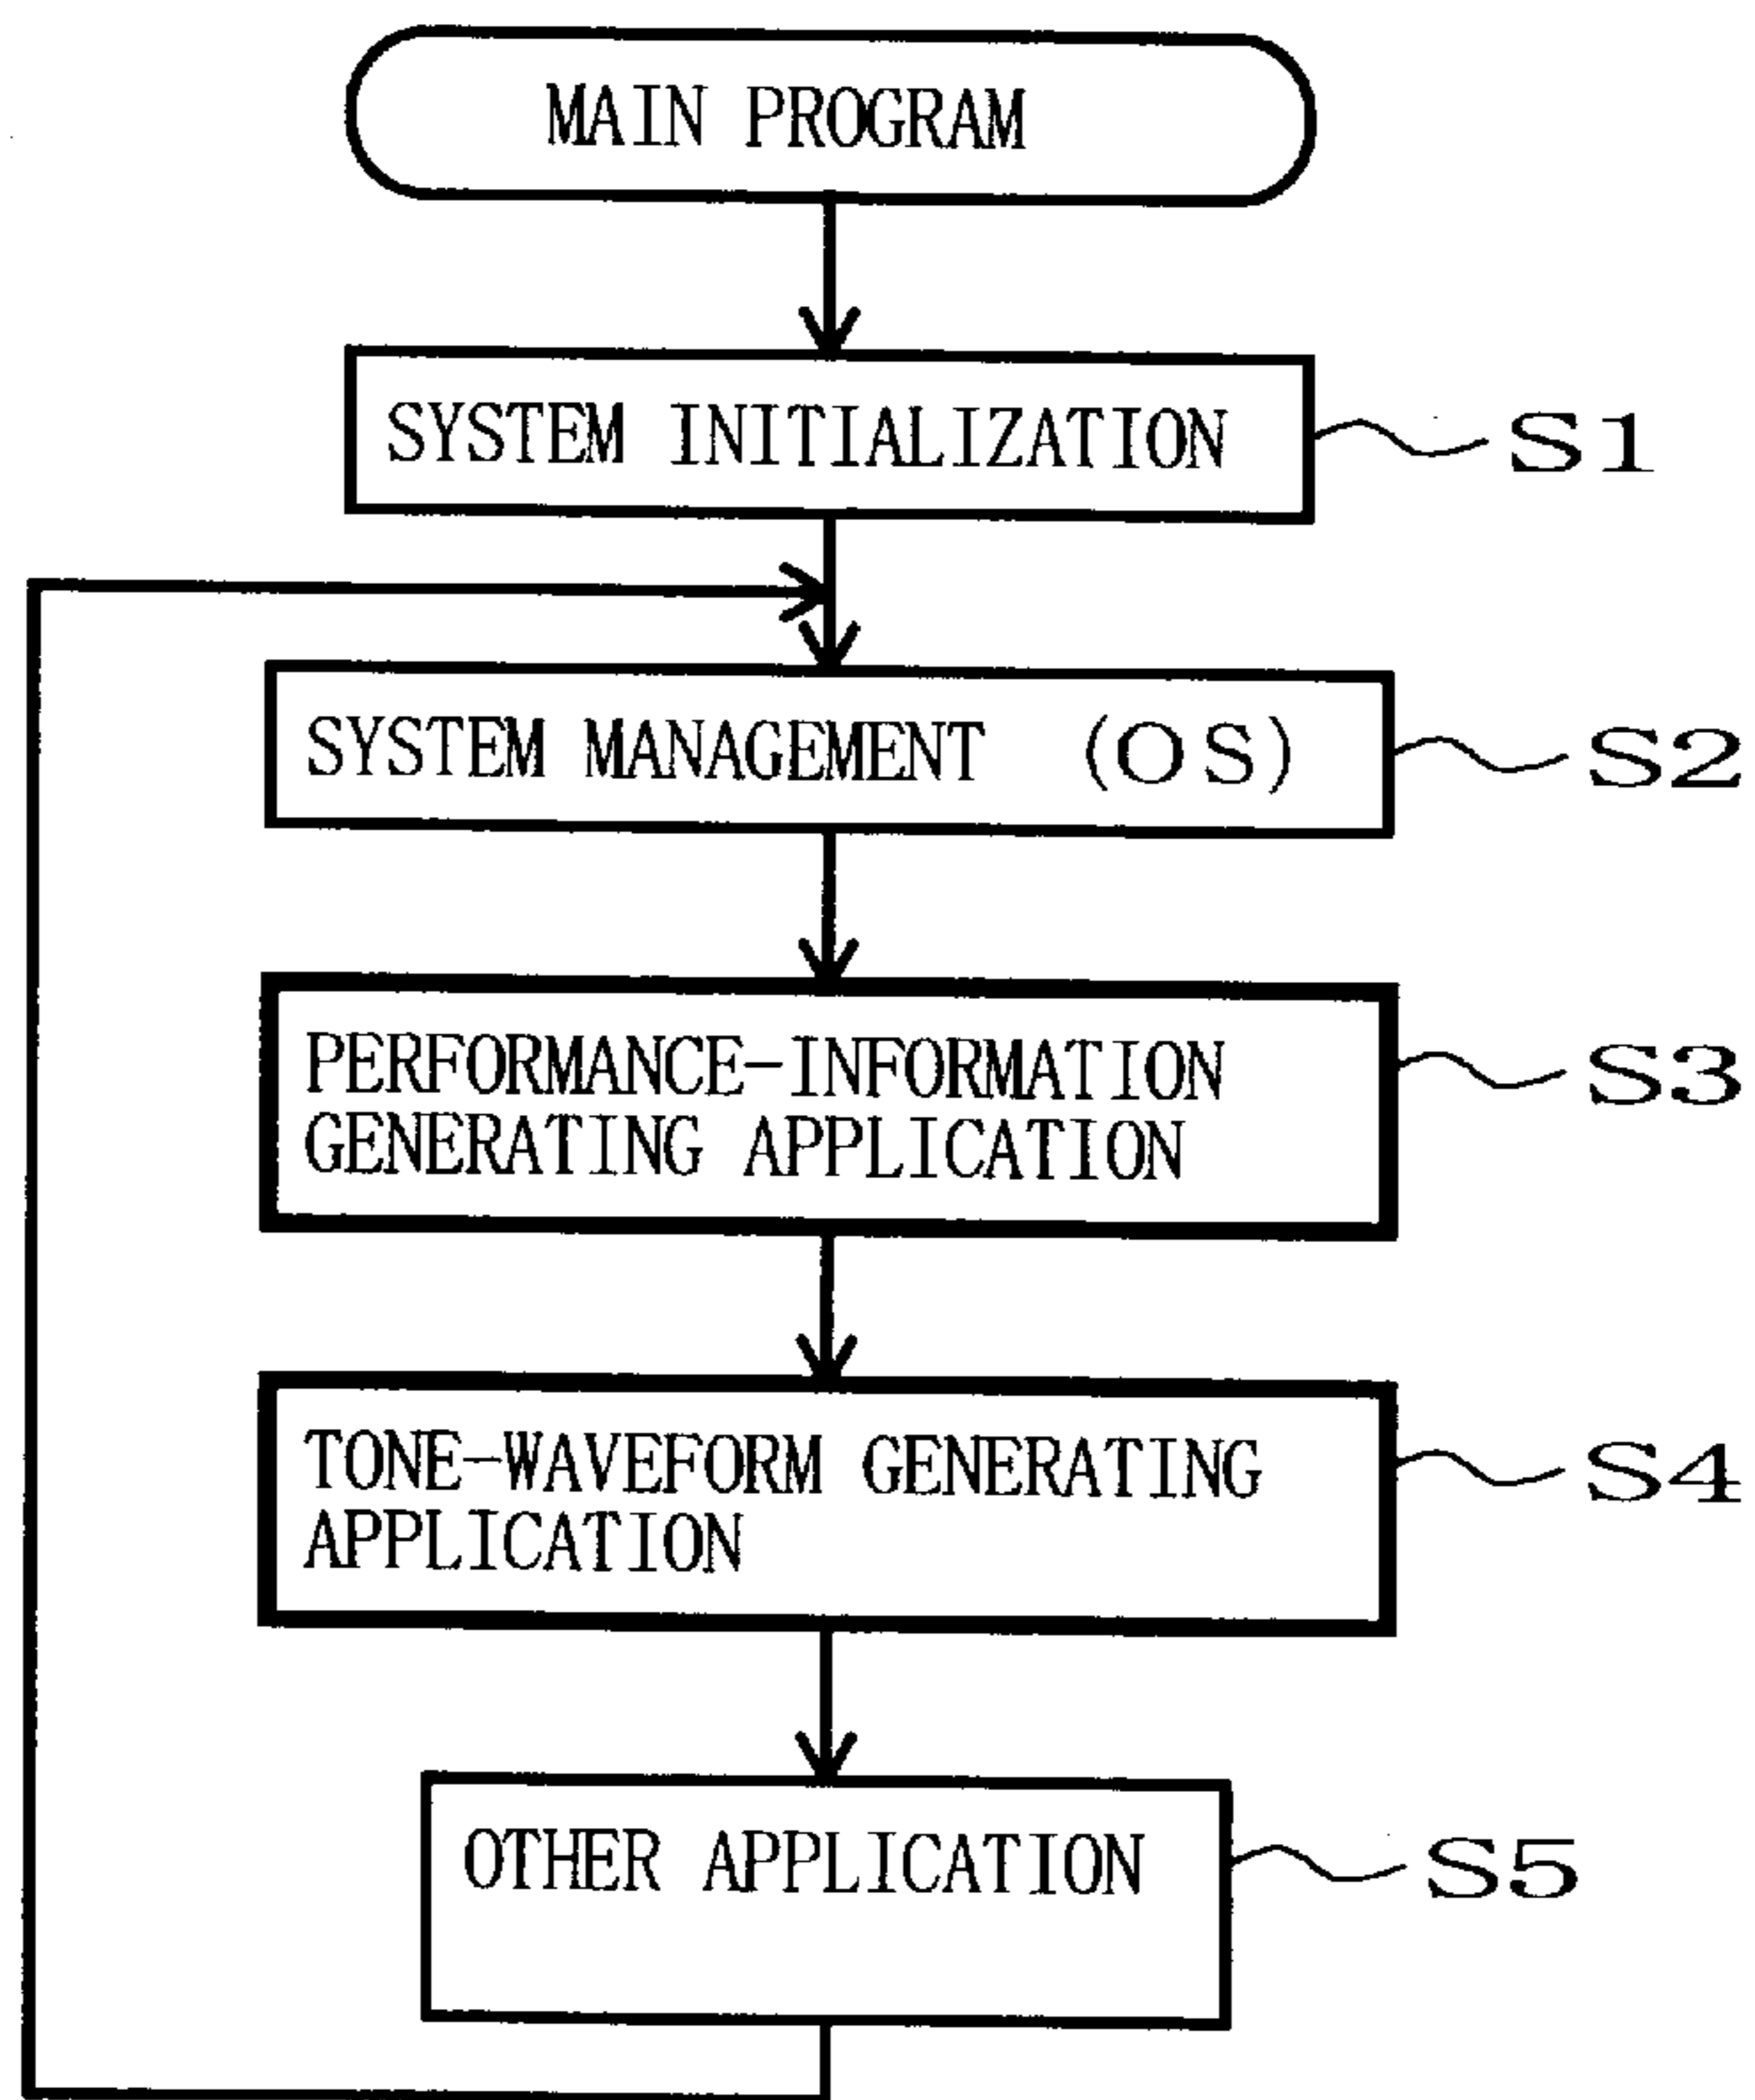 MAIN PROGRAM
SYSTEM INITIALIZATION
S1
SYSTEM MANAGEMENT (OS)
S2
PERFORMANCE-INFORMATION
GENERATING APPLICATION
S3
TONE-WAVEFORM GENERATING
APPLICATION
S4
OTHER APPLICATION
S5